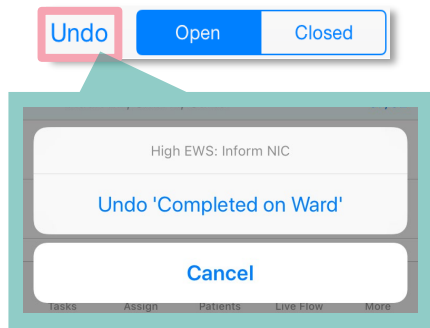 Undo Open Closed
High EWS: Inform NIC
Undo 'Completed on Ward'
Cancel
Tasks Assign Patients Live Flow More